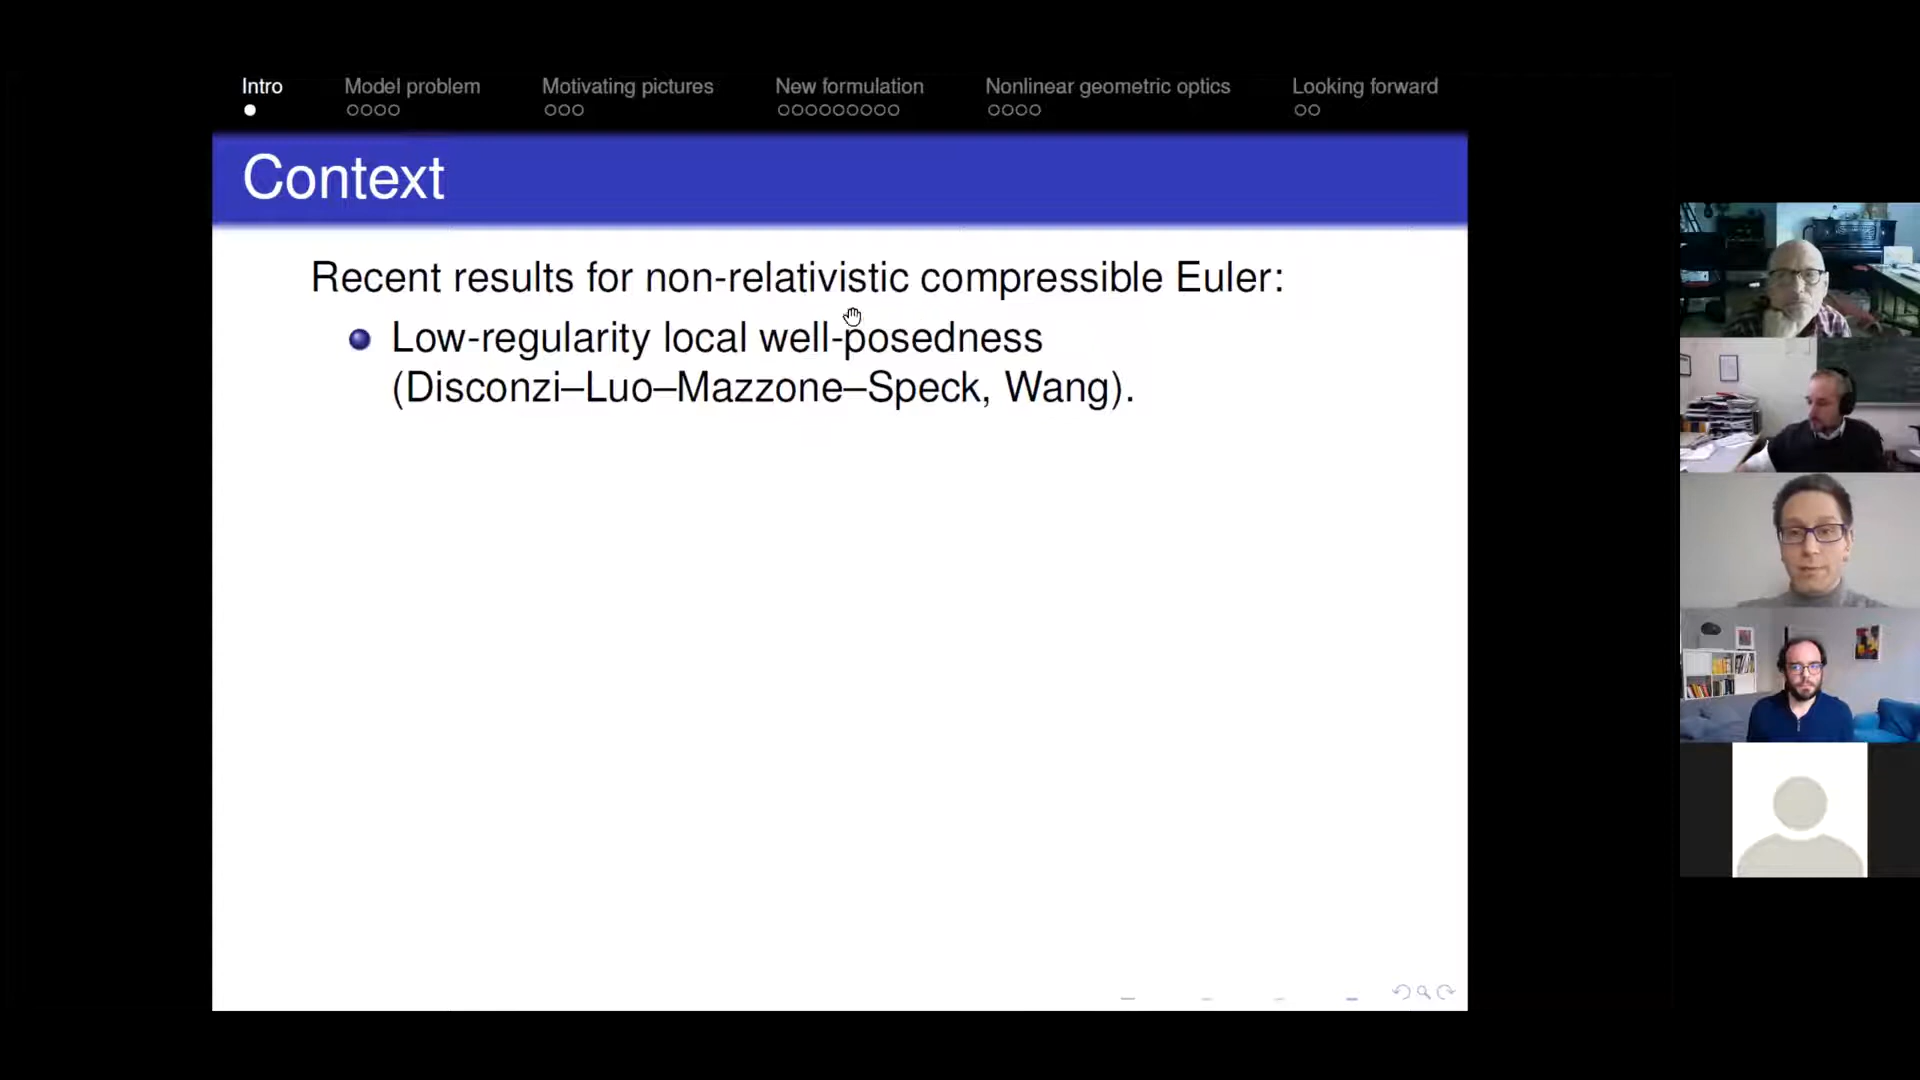 Intro
Model problem
Motivating pictures
New formulation
Nonlinear geometric optics
Looking forward
Context
Recent results for non-relativistic compressible Euler:
Low-regularity local well-posedness
(Disconzi–Luo–Mazzone–Speck, Wang).